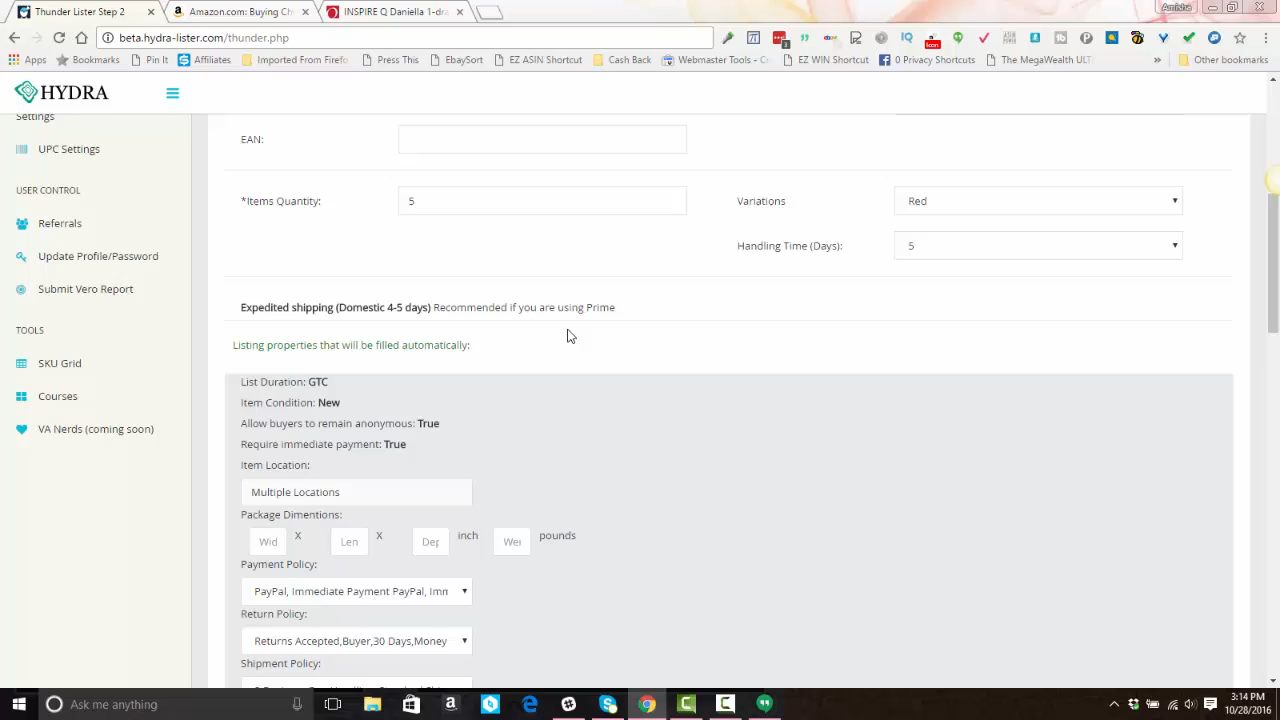 Thunder Lister Step 2
Amazon.com: Buying Ch
INSPIRE Q Daniella 1-dra
Amisha
beta.hydra-lister.com/thunder.php
Apps
Bookmarks
Pin It
Affiliates
Imported From Firefo
Press This
EbaySort
EZ ASIN Shortcut
Cash Back
Webmaster Tools
EZ WIN Shortcut
0 Privacy Shortcuts
The MegaWealth ULTI
Other bookmarks
HYDRA
Settings
UPC Settings
USER CONTROL
Referrals
Update Profile/Password
Submit Vero Report
TOOLS
SKU Grid
Courses
VA Nerds (coming soon)
EAN:
*Items Quantity: 5
Variations Red
Handling Time (Days): 5
Expedited shipping (Domestic 4-5 days) Recommended if you are using Prime
Listing properties that will be filled automatically:
List Duration: GTC
Item Condition: New
Allow buyers to remain anonymous: True
Require immediate payment: True
Item Location:
Multiple Locations
Package Dimentions:
Wid X Len X Dep inch Wei pounds
Payment Policy:
PayPal, Immediate Payment PayPal, Imm
Return Policy:
Returns Accepted,Buyer,30 Days,Money
Shipment Policy:
Ask me anything
3:14 PM
10/28/2016